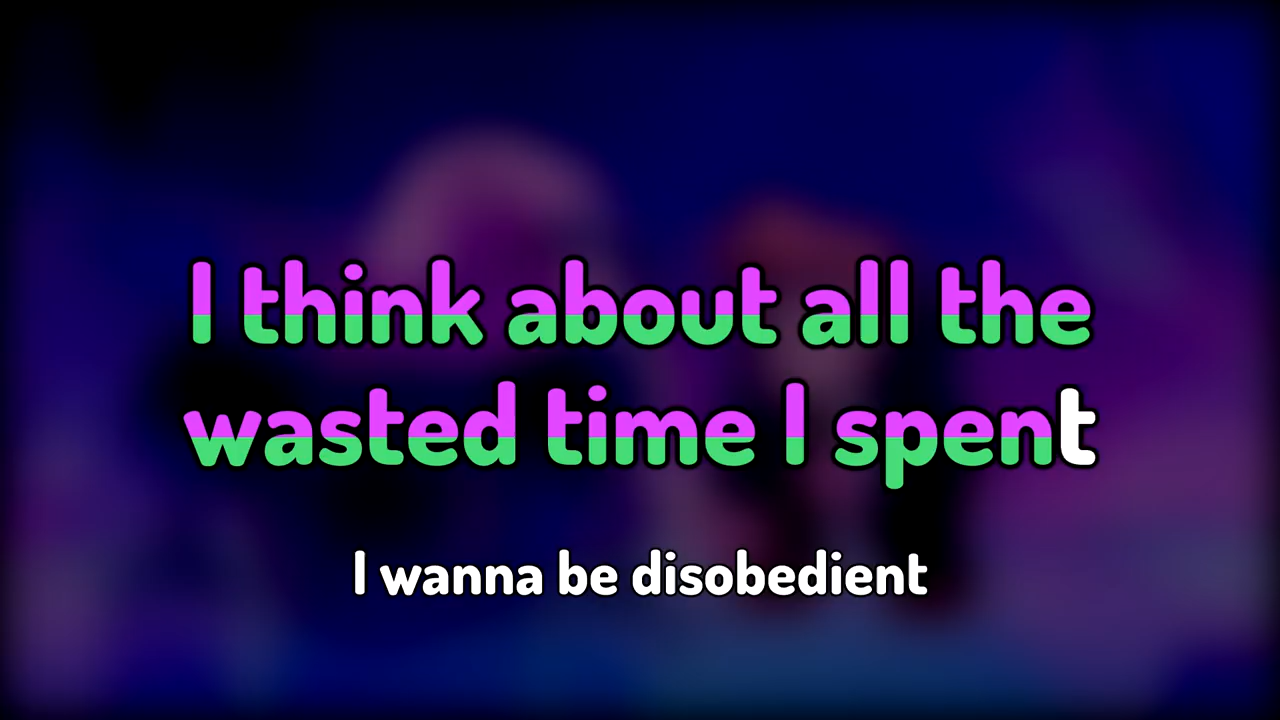 I think about all the
wasted time I spent
I wanna be disobedient